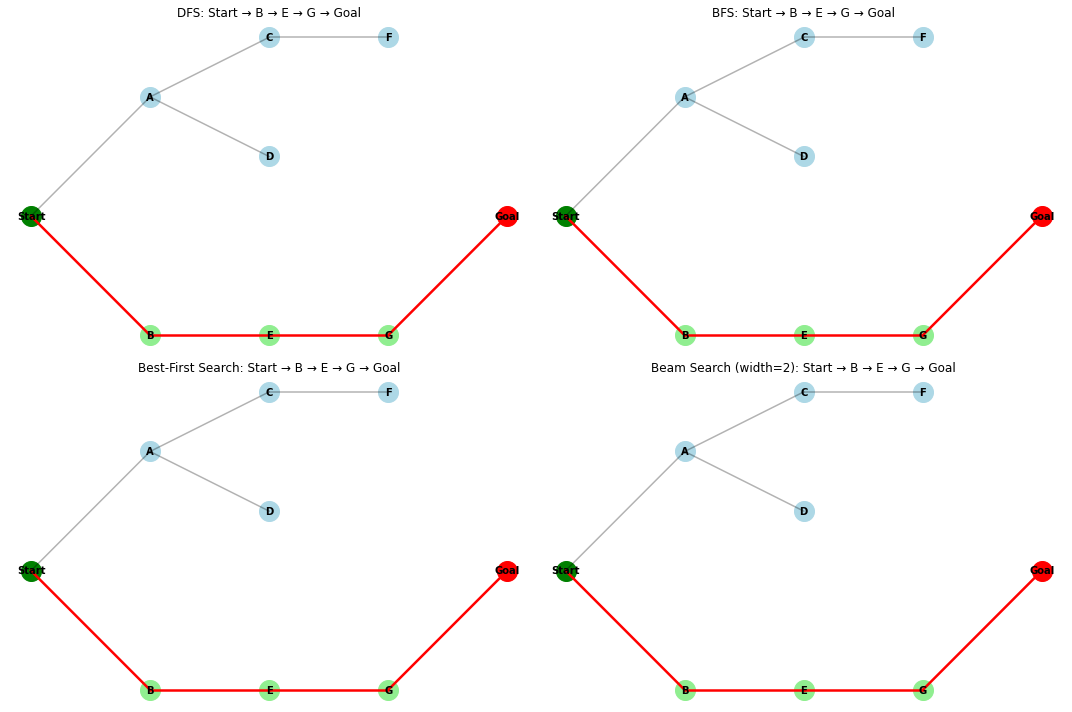 DFS: Start → B → E → G → Goal
C
F
A
D
Start
Goal
B
E
G
BFS: Start → B → E → G → Goal
C
F
A
D
Start
Goal
B
E
G
Best-First Search: Start → B → E → G → Goal
C
F
A
D
Start
Goal
B
E
G
Beam Search (width=2): Start → B → E → G → Goal
C
F
A
D
Start
Goal
B
E
G